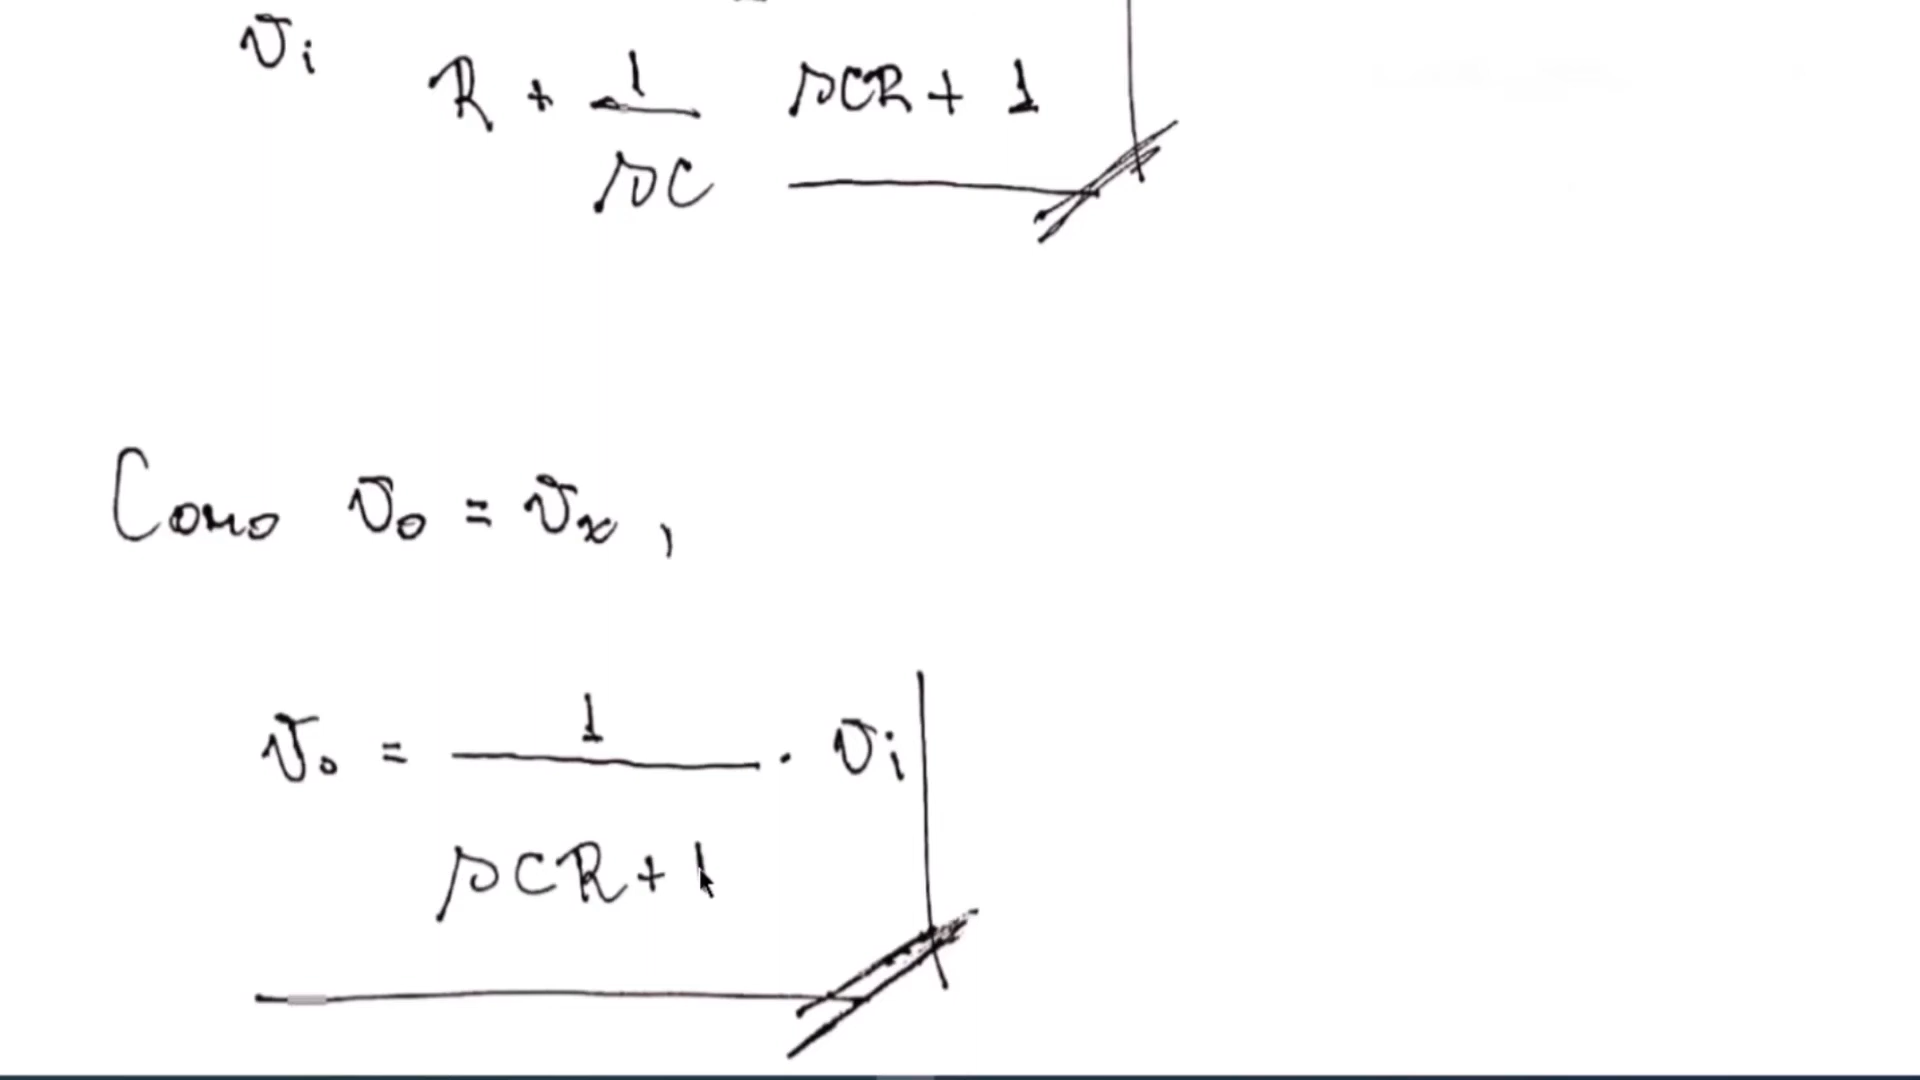 vi
R + 1 sCR + 1
sC
Como vo = vx ,
1
vo = ――― · vi
sCR + 1